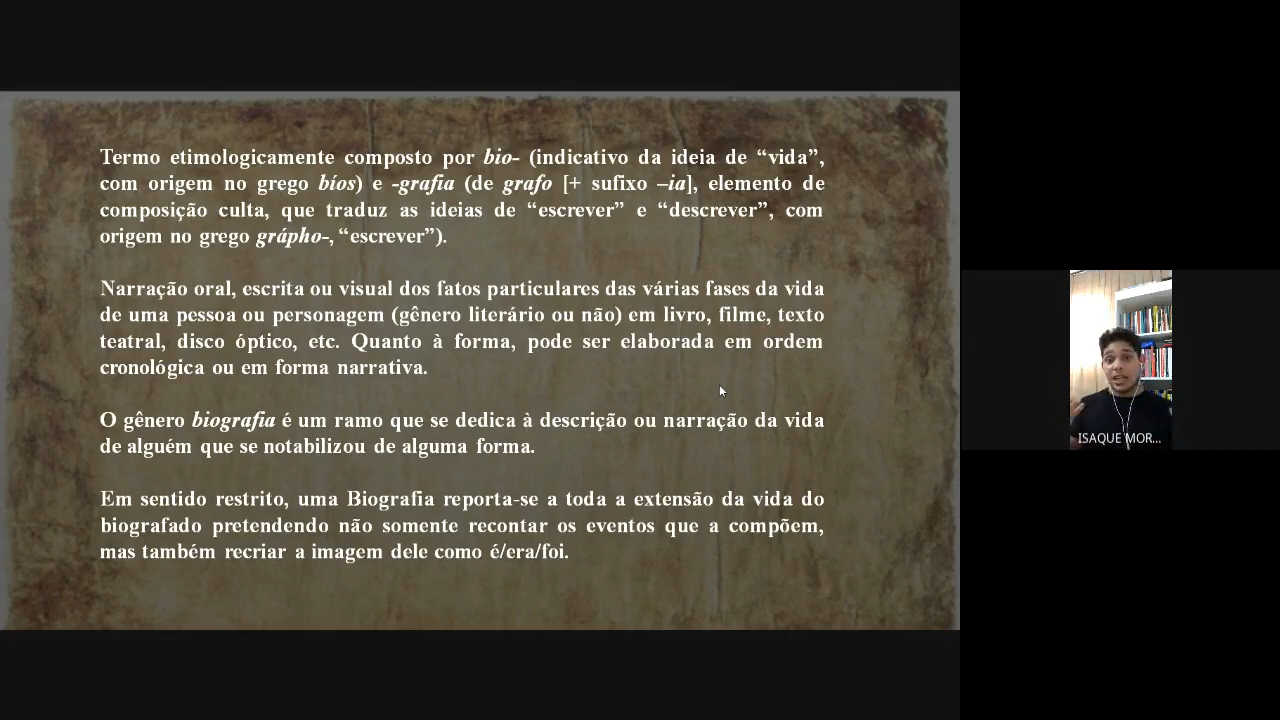 Termo etimologicamente composto por bio- (indicativo da ideia de “vida”,
com origem no grego bíos) e -grafia (de grafo [+ sufixo –ia], elemento de
composição culta, que traduz as ideias de “escrever” e “descrever”, com
origem no grego grápho-, “escrever”).
Narração oral, escrita ou visual dos fatos particulares das várias fases da vida
de uma pessoa ou personagem (gênero literário ou não) em livro, filme, texto
teatral, disco óptico, etc. Quanto à forma, pode ser elaborada em ordem
cronológica ou em forma narrativa.
O gênero biografia é um ramo que se dedica à descrição ou narração da vida
de alguém que se notabilizou de alguma forma.
Em sentido restrito, uma Biografia reporta-se a toda a extensão da vida do
biografado pretendendo não somente recontar os eventos que a compõem,
mas também recriar a imagem dele como é/era/foi.
ISAQUE MOR...